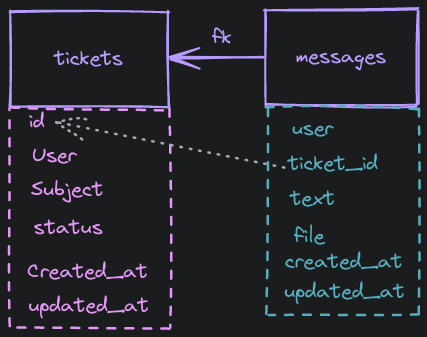 fk
tickets
messages
id
User
Subject
status
Created_at
updated_at
user
ticket_id
text
file
created_at
updated_at